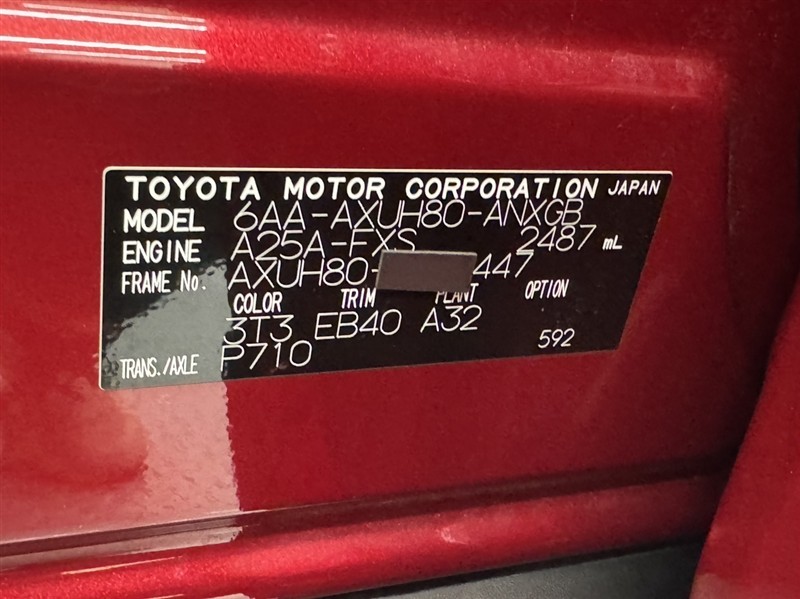 TOYOTA MOTOR CORPORATION JAPAN
MODEL 6AA-AXUH80-ANXGB
ENGINE A25A-FXS 2487 mL
FRAME No. AXUH80- 447
COLOR TRIM PLANT OPTION
3T3 EB40 A32 592
TRANS./AXLE P710